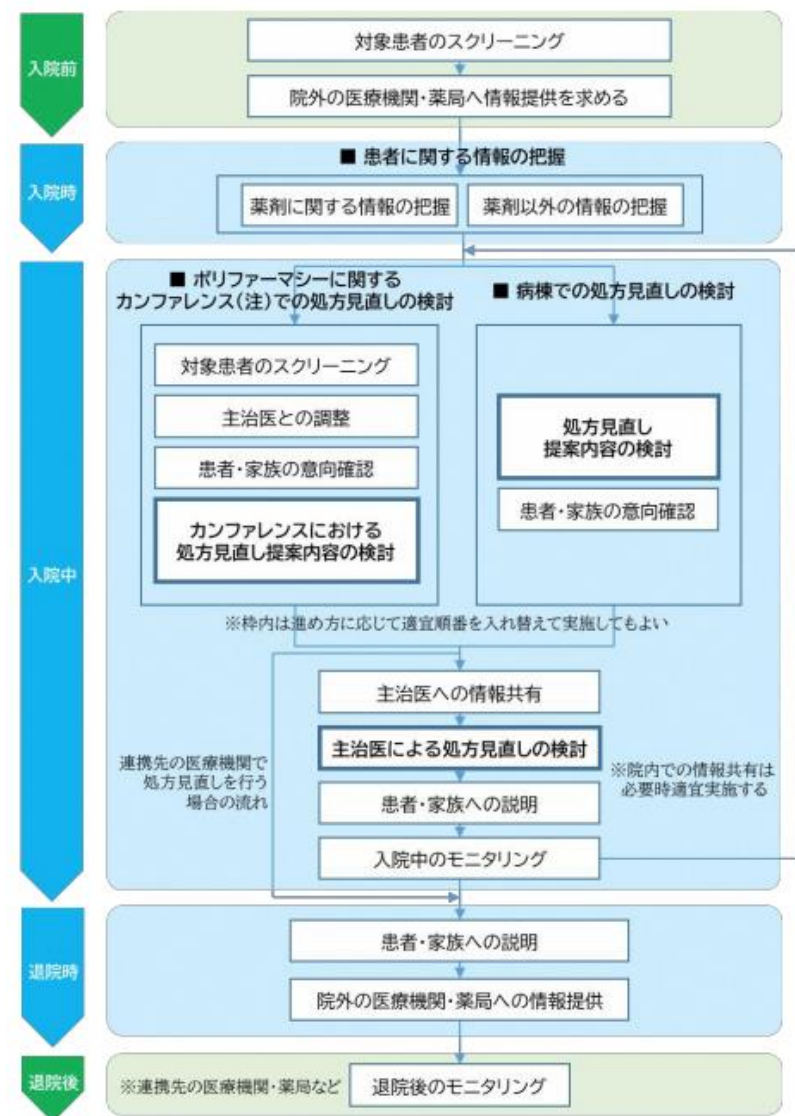 入院前
対象患者のスクリーニング
院外の医療機関・薬局へ情報提供を求める
入院時
■ 患者に関する情報の把握
薬剤に関する情報の把握
薬剤以外の情報の把握
入院中
■ ポリファーマシーに関する
カンファレンス(注)での処方見直しの検討
対象患者のスクリーニング
主治医との調整
患者・家族の意向確認
カンファレンスにおける
処方見直し提案内容の検討
■ 病棟での処方見直しの検討
処方見直し
提案内容の検討
患者・家族の意向確認
※枠内は進め方に応じて適宜順番を入れ替えて実施してもよい
主治医への情報共有
主治医による処方見直しの検討
患者・家族への説明
入院中のモニタリング
連携先の医療機関で
処方見直しを行う
場合の流れ
※院内での情報共有は
必要時適宜実施する
退院時
患者・家族への説明
院外の医療機関・薬局への情報提供
退院後
※連携先の医療機関・薬局など
退院後のモニタリング